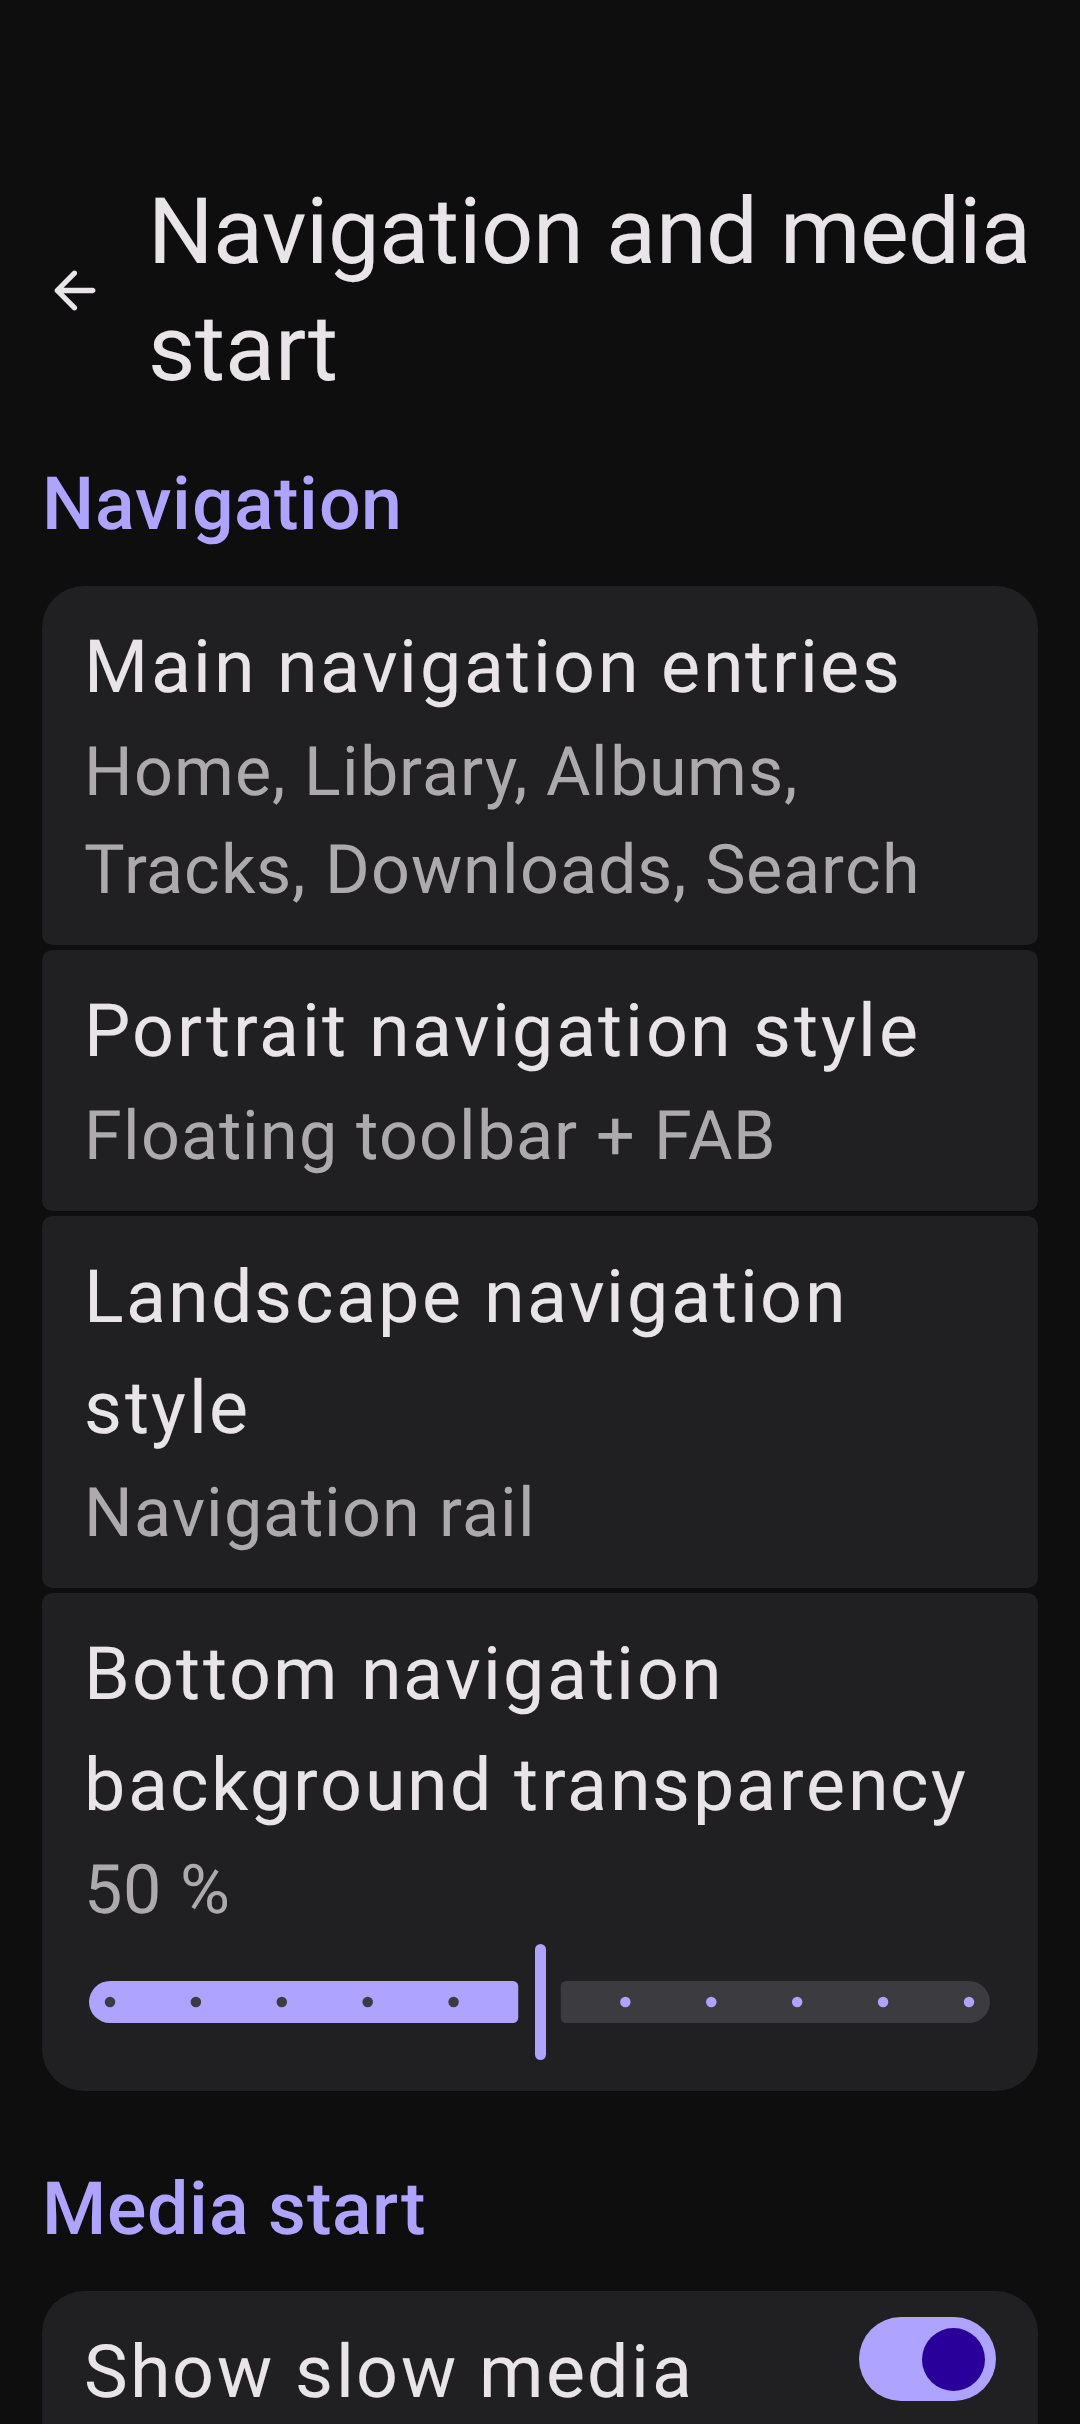 Navigation and media
start
Navigation
Main navigation entries
Home, Library, Albums,
Tracks, Downloads, Search
Portrait navigation style
Floating toolbar + FAB
Landscape navigation
style
Navigation rail
Bottom navigation
background transparency
50 %
Media start
Show slow media